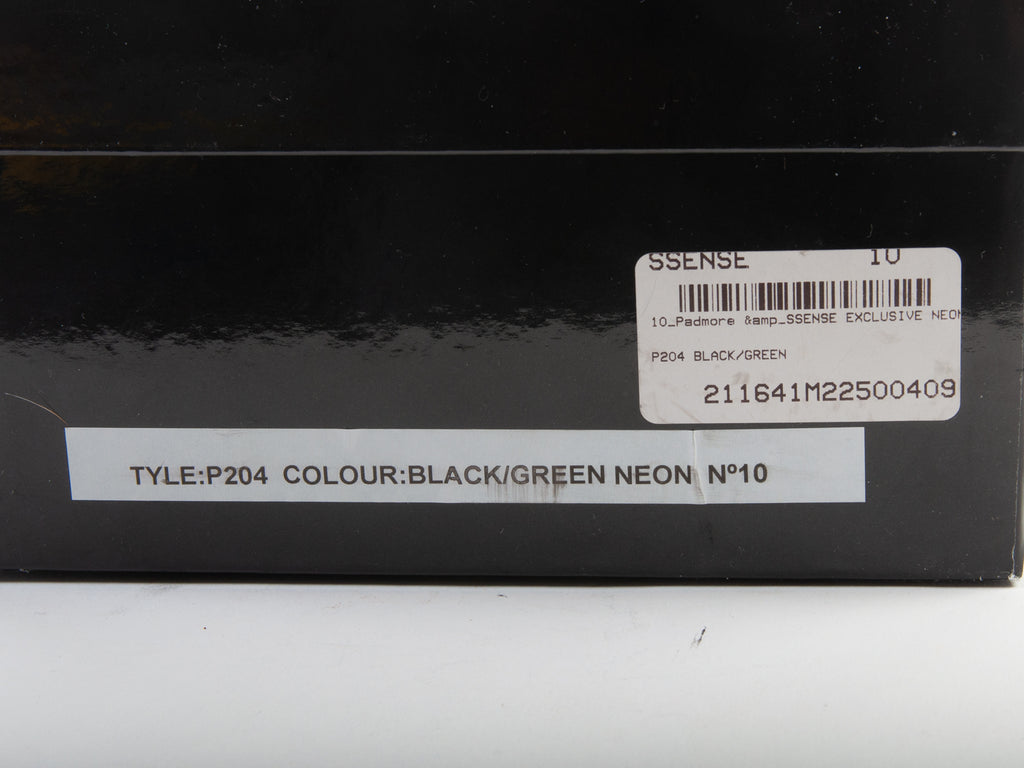 SSENSE 10
10_Padmore &amp_SSENSE EXCLUSIVE NEON
P204 BLACK/GREEN
211641M22500409
TYLE:P204 COLOUR:BLACK/GREEN NEON Nº10